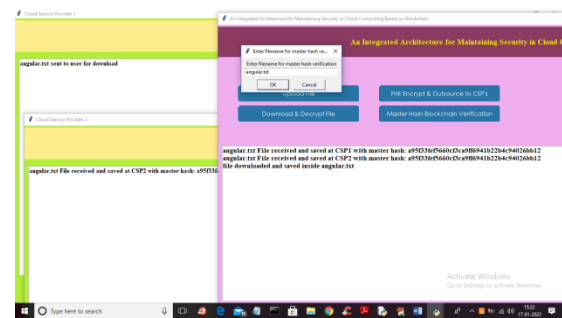 Cloud Service Provider 1
An Integrated Architecture for Maintaining Security in Cloud Computing Based on Blockchain
An Integrated Architecture for Maintaining Security in Cloud
angular.txt sent to user for download
Enter filename for master hash ve...
Enter filename for master hash verification
angular.txt
OK
Cancel
Upload File
FHE Encrypt & Outsource to CSP's
Download & Decrypt File
Master Hash Blockchain Verification
Cloud Service Provider 2
angular.txt File received and saved at CSP2 with master hash:
angular.txt File received and saved at CSP1 with master hash:
angular.txt File received and saved at CSP2 with master hash:
file downloaded and saved inside angular.txt
Activate Windows
Go to Settings to activate Windows.
Type here to search
15:22
17-01-2022